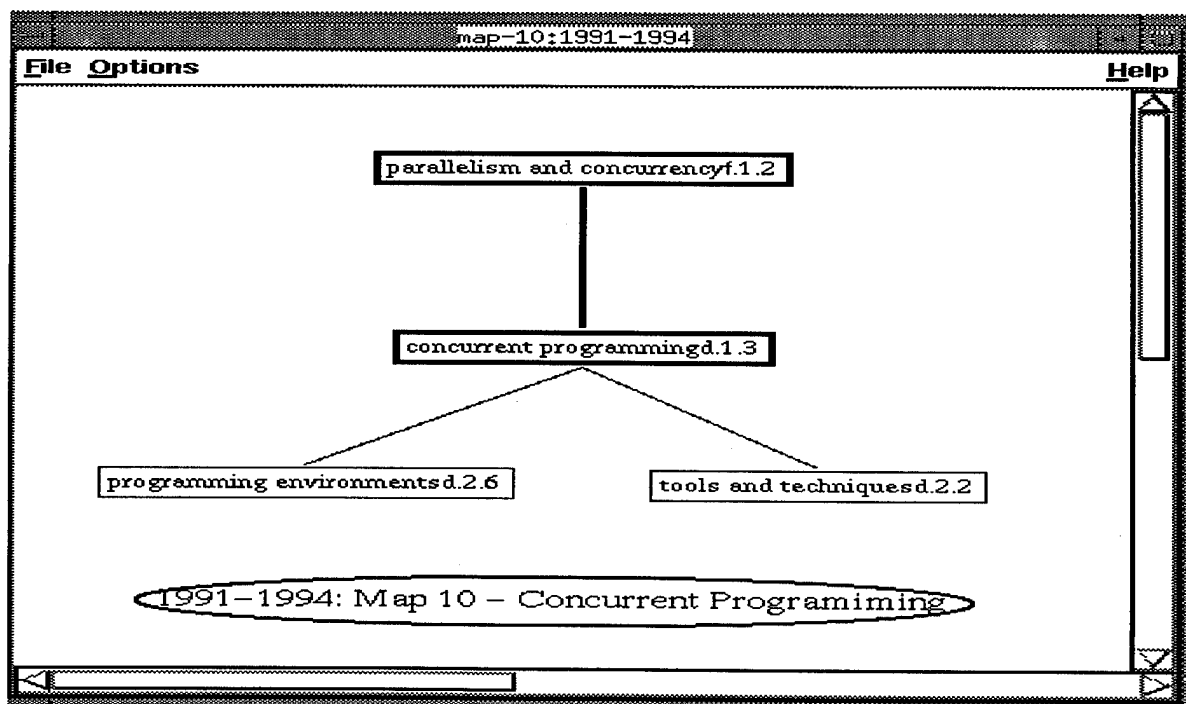 map-10:1991-1994
File Options Help
parallelism and concurrencyf.1.2
concurrent programmingd.1.3
programming environmentsd.2.6 tools and techniquesd.2.2
1991-1994: Map 10 - Concurrent Programiming